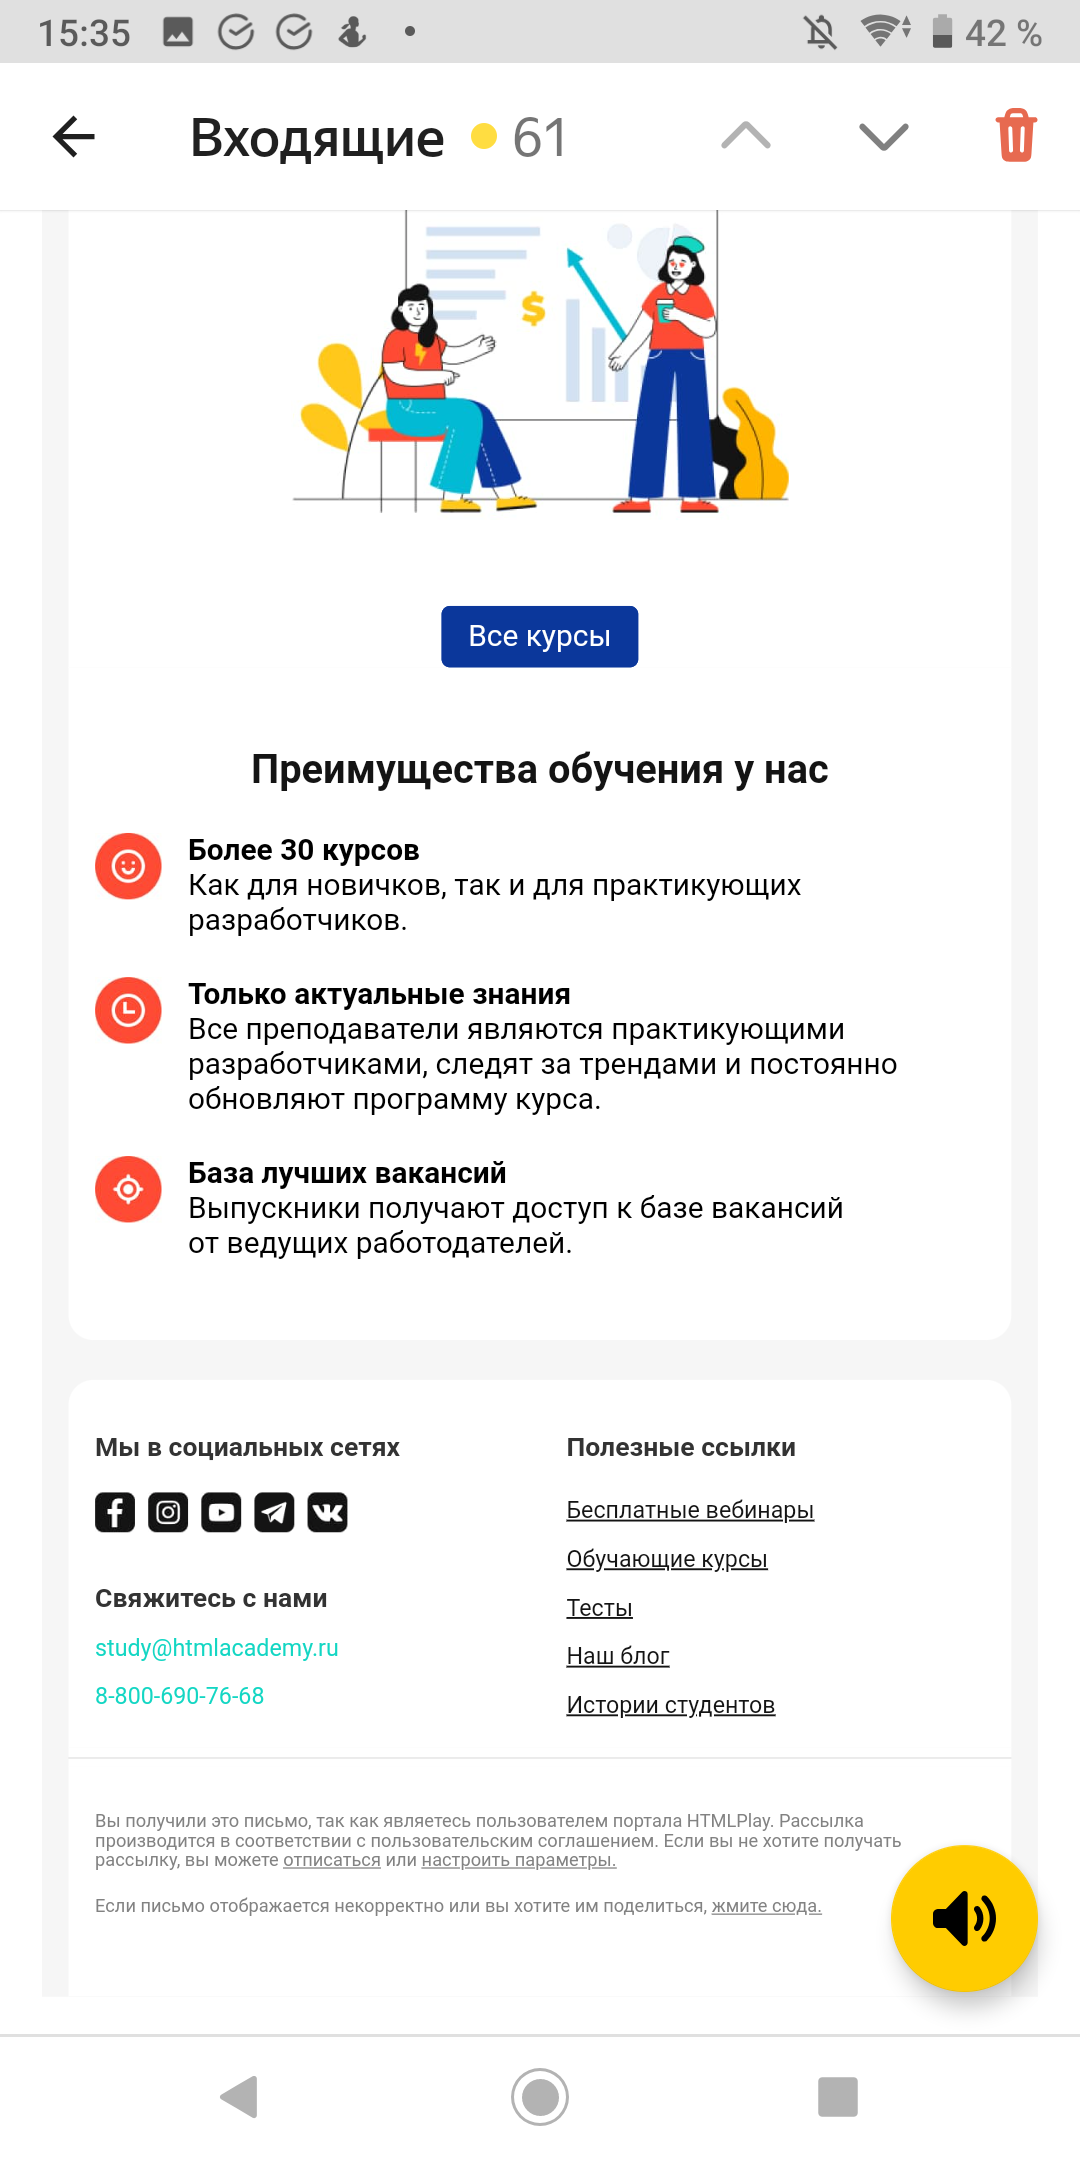 15:35
42 %
Входящие
61
$
Все курсы
Преимущества обучения у нас
Более 30 курсов
Как для новичков, так и для практикующих
разработчиков.
Только актуальные знания
Все преподаватели являются практикующими
разработчиками, следят за трендами и постоянно
обновляют программу курса.
База лучших вакансий
Выпускники получают доступ к базе вакансий
от ведущих работодателей.
Мы в социальных сетях
Свяжитесь с нами
study@htmlacademy.ru
8-800-690-76-68
Полезные ссылки
Бесплатные вебинары
Обучающие курсы
Тесты
Наш блог
Истории студентов
Вы получили это письмо, так как являетесь пользователем портала HTMLPlay. Рассылка
производится в соответствии с пользовательским соглашением. Если вы не хотите получать
рассылку, вы можете отписаться или настроить параметры.
Если письмо отображается некорректно или вы хотите им поделиться, жмите сюда.